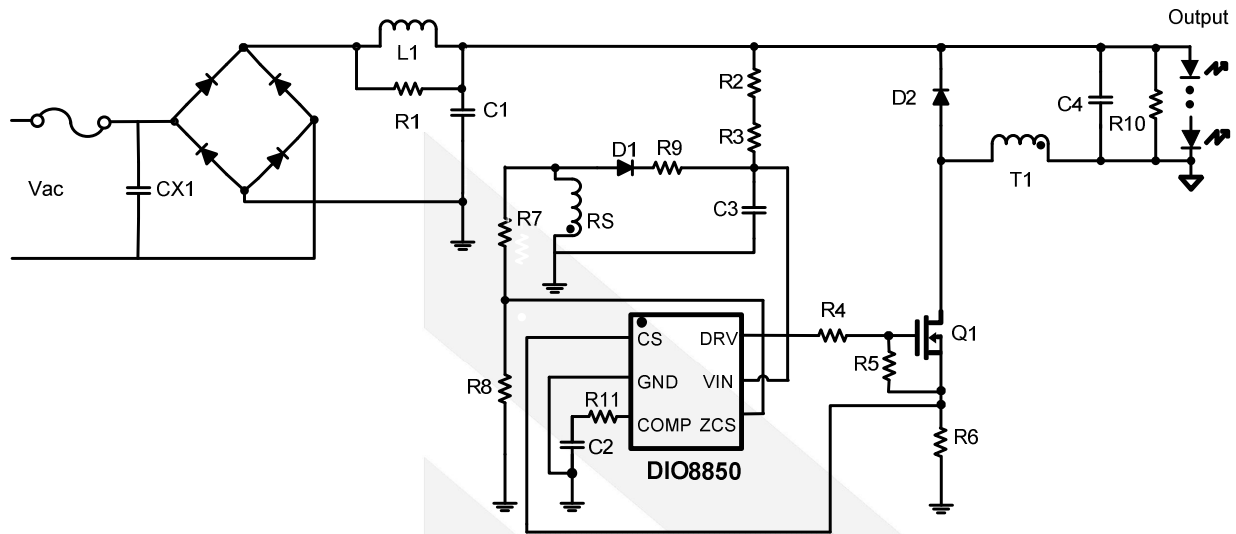 Output
L1
R1
C1
R2
D2
C4
R10
R3
D1
R9
T1
Vac
CX1
C3
R7
RS
R4
Q1
CS
DRV
R5
R8
GND
VIN
R11
COMP
ZCS
C2
R6
DIO8850